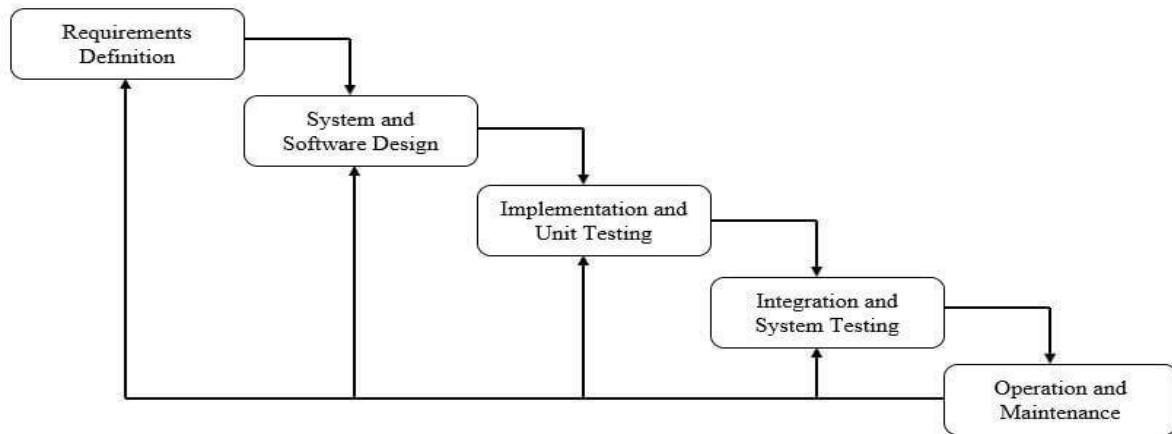 Requirements
Definition
System and
Software Design
Implementation and
Unit Testing
Integration and
System Testing
Operation and
Maintenance